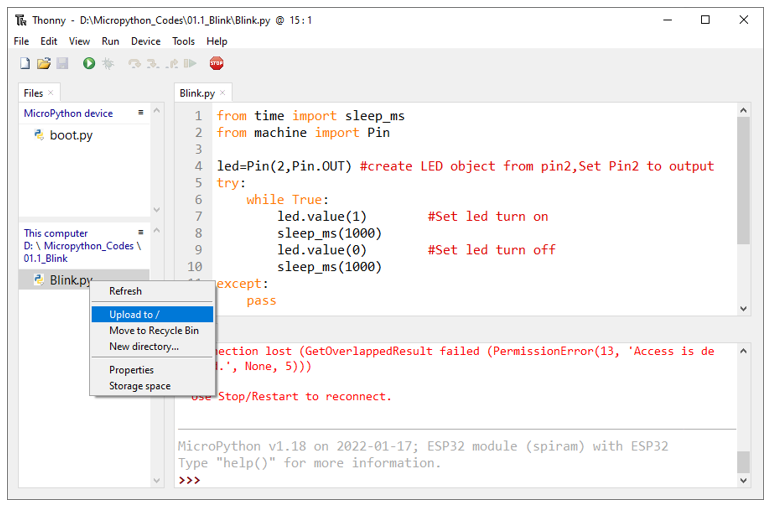 Thonny - D:\Micropython_Codes\01.1_Blink\Blink.py @ 15 : 1
File Edit View Run Device Tools Help
STOP
Files
MicroPython device
boot.py
This computer
D: \ Micropython_Codes \
01.1_Blink
Blink.py
Refresh
Upload to /
Move to Recycle Bin
New directory...
Properties
Storage space
Blink.py
1 from time import sleep_ms
2 from machine import Pin
3
4 led=Pin(2,Pin.OUT) #create LED object from pin2,Set Pin2 to output
5 try:
6     while True:
7         led.value(1)        #Set led turn on
8         sleep_ms(1000)
9         led.value(0)        #Set led turn off
10         sleep_ms(1000)
except:
    pass
lost (GetOverlappedResult failed (PermissionError(13, 'Access is de
.', None, 5)))
Use Stop/Restart to reconnect.
MicroPython v1.18 on 2022-01-17; ESP32 module (spiram) with ESP32
Type "help()" for more information.
>>>